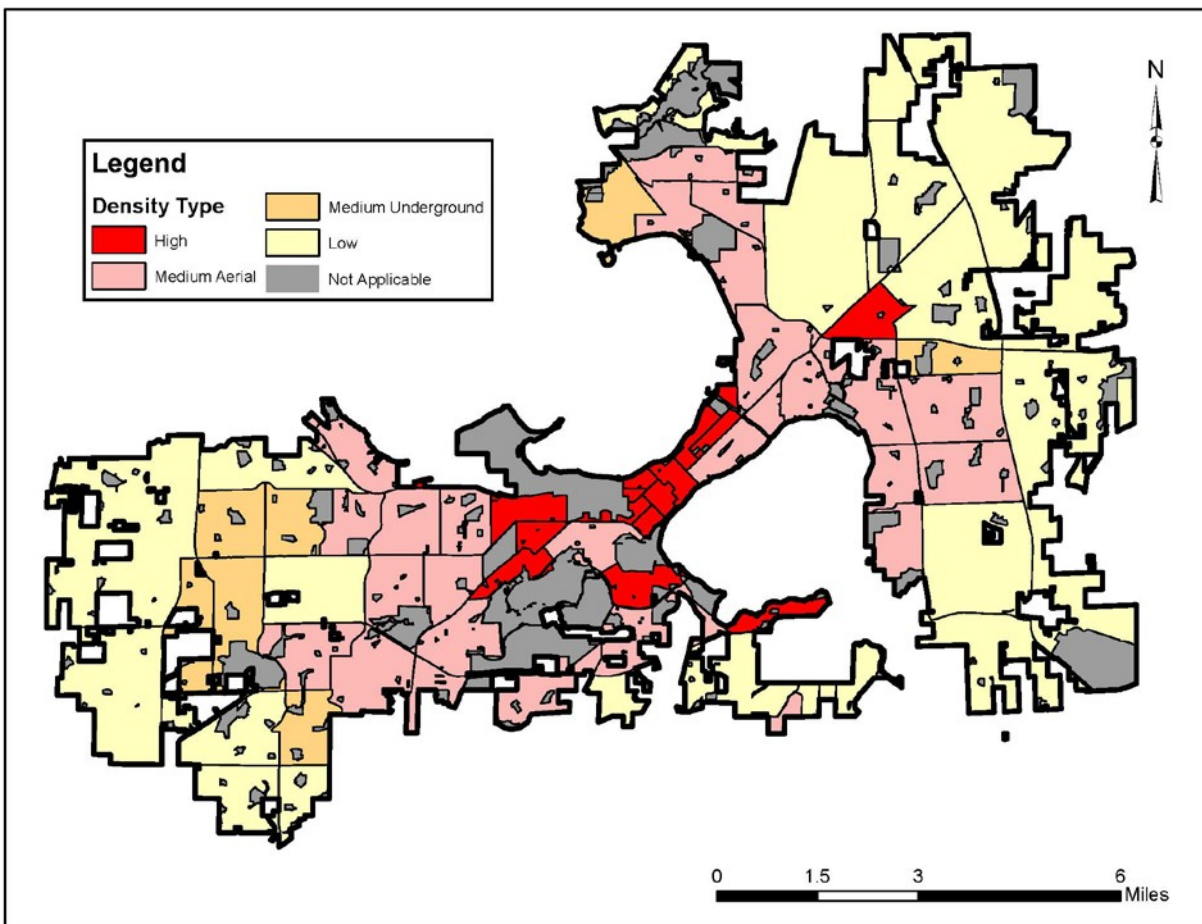 N
Legend
Density Type
High
Medium Aerial
Medium Underground
Low
Not Applicable
0 1.5 3 6
Miles